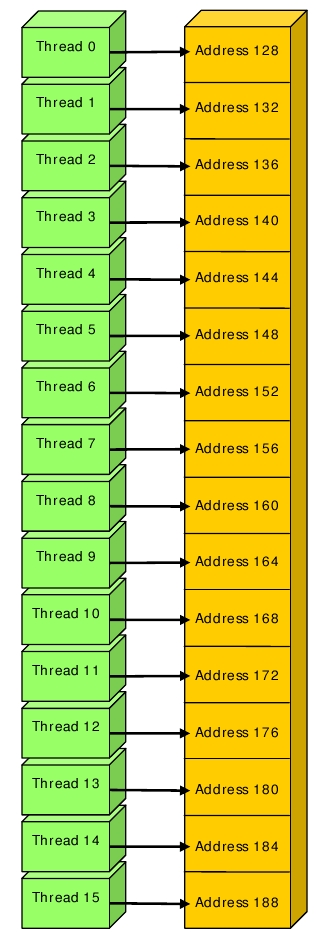 Thread 0
Address 128
Thread 1
Address 132
Thread 2
Address 136
Thread 3
Address 140
Thread 4
Address 144
Thread 5
Address 148
Thread 6
Address 152
Thread 7
Address 156
Thread 8
Address 160
Thread 9
Address 164
Thread 10
Address 168
Thread 11
Address 172
Thread 12
Address 176
Thread 13
Address 180
Thread 14
Address 184
Thread 15
Address 188